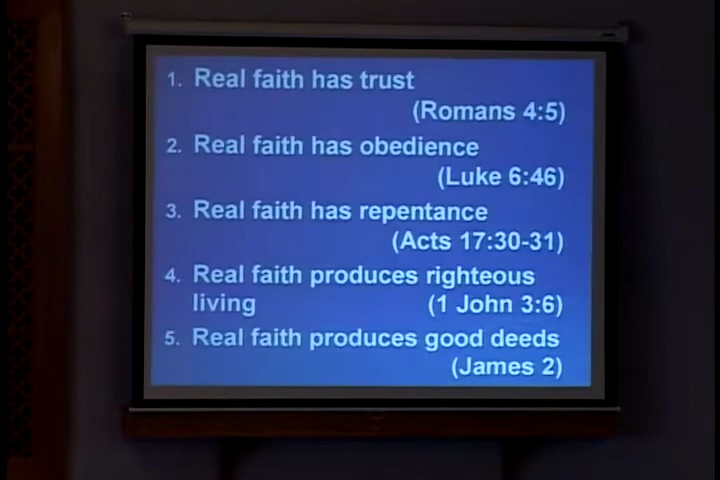 1. Real faith has trust
(Romans 4:5)
2. Real faith has obedience
(Luke 6:46)
3. Real faith has repentance
(Acts 17:30-31)
4. Real faith produces righteous
living (1 John 3:6)
5. Real faith produces good deeds
(James 2)